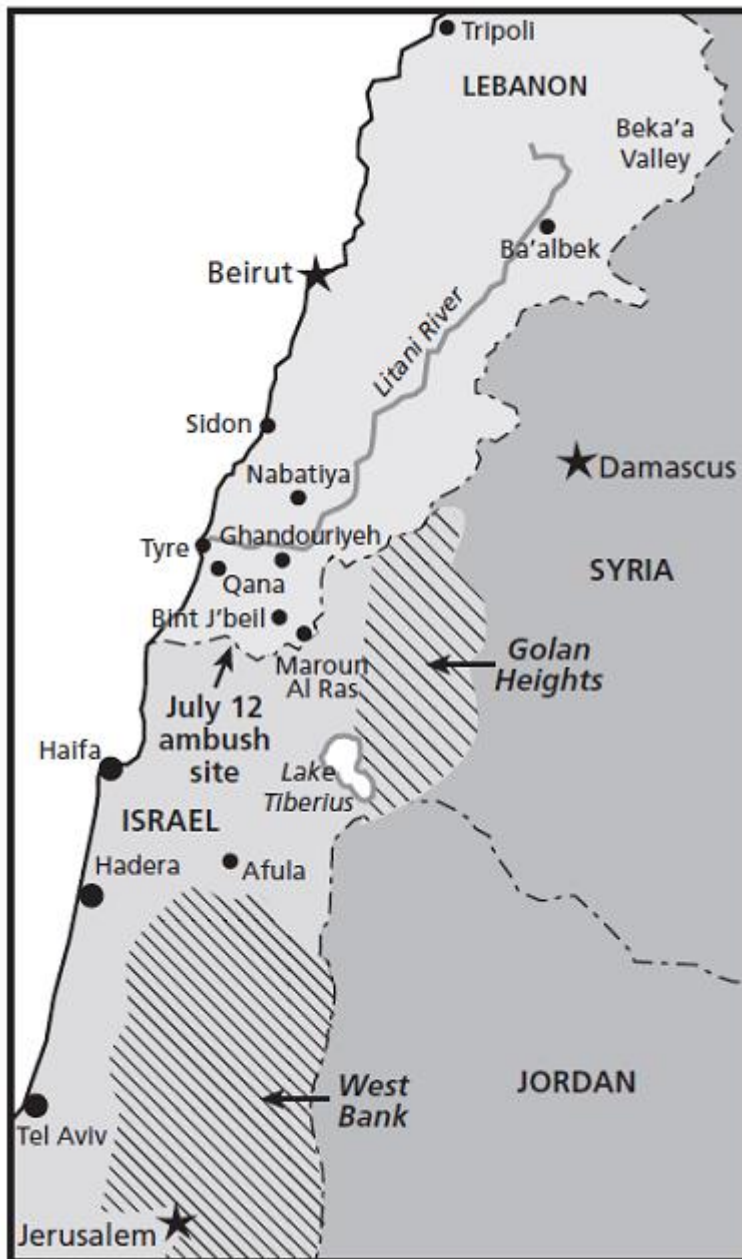 Tripoli
LEBANON
Beka'a
Valley
Ba'albek
Beirut
Litani River
Sidon
Nabatiya
Damascus
Ghandouriyeh
Tyre
Qana
SYRIA
Bint J'beil
Maroun
Al Ras
Golan
Heights
July 12
ambush
site
Haifa
Lake
Tiberius
ISRAEL
Hadera
Afula
West
Bank
JORDAN
Tel Aviv
Jerusalem